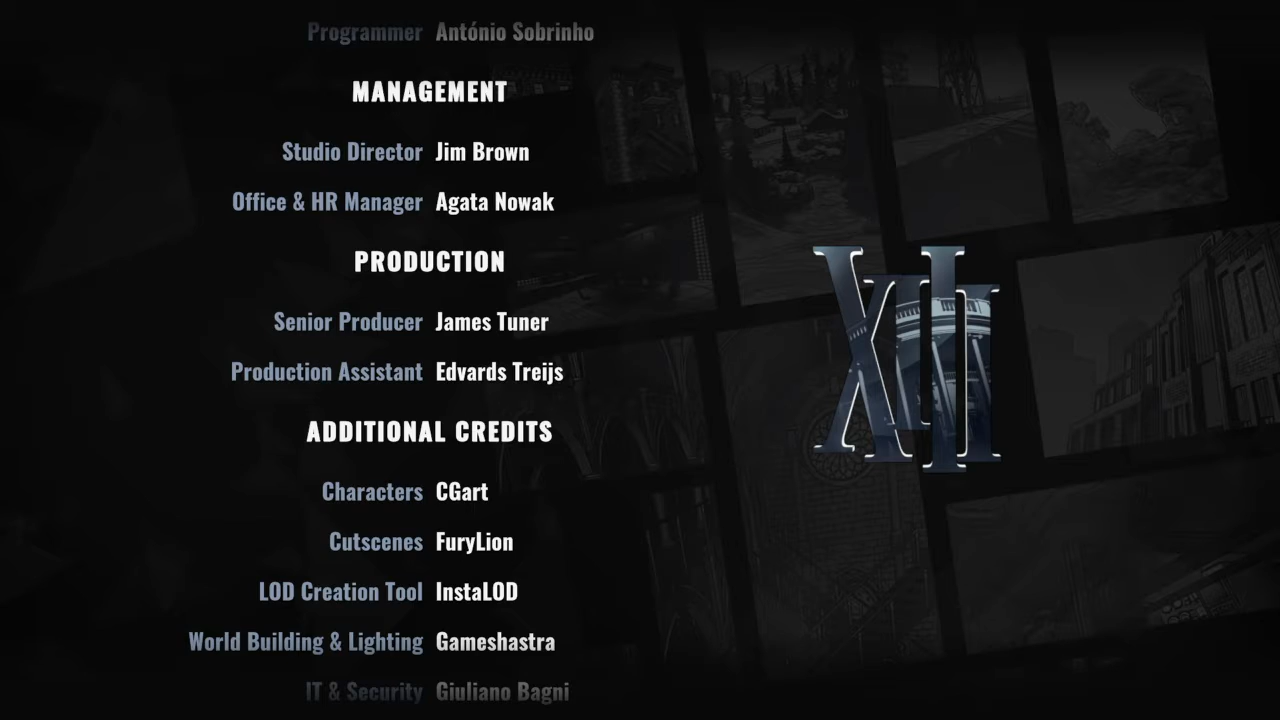 Programmer António Sobrinho
MANAGEMENT
Studio Director Jim Brown
Office & HR Manager Agata Nowak
PRODUCTION
Senior Producer James Tuner
Production Assistant Edvards Treijs
ADDITIONAL CREDITS
Characters CGart
Cutscenes FuryLion
LOD Creation Tool InstaLOD
World Building & Lighting Gameshastra
IT & Security Giuliano Bagni
XIII